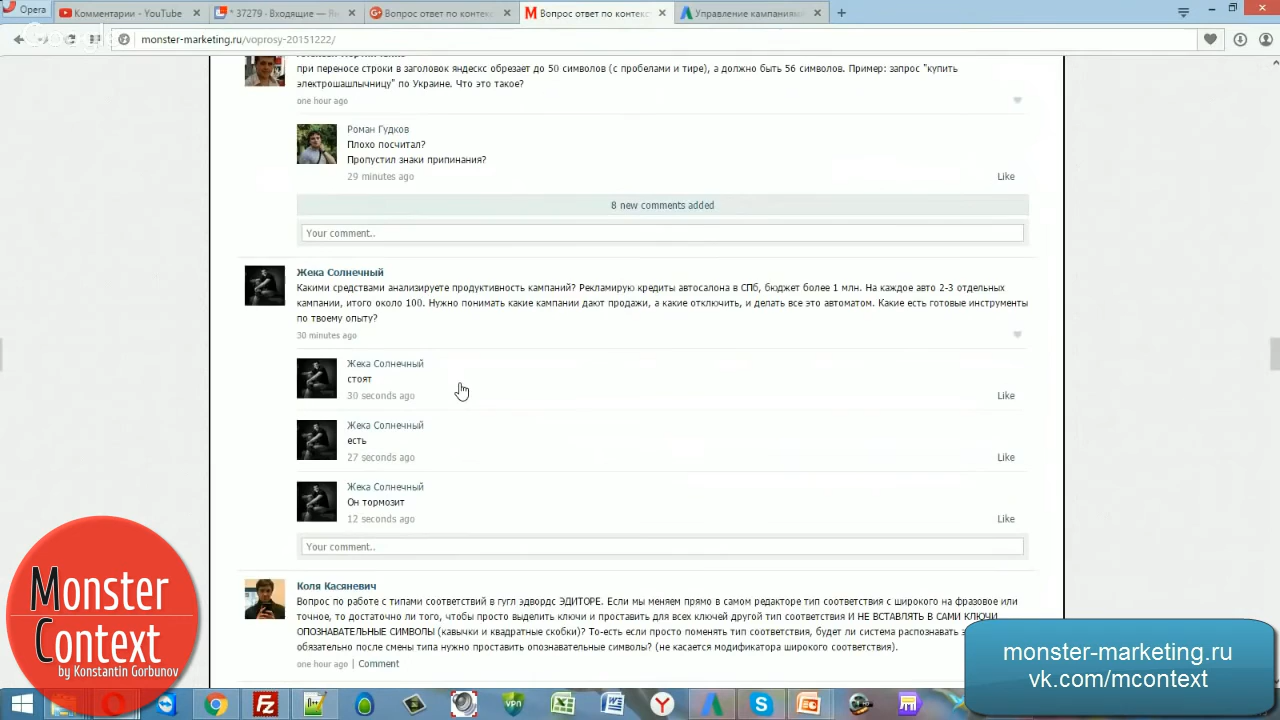 Opera
Комментарии - YouTube
* 37279 - Входящие — Ян
Вопрос ответ по контекс
Вопрос ответ по контекс
Управление кампаниями
monster-marketing.ru/voprosy-20151222/
при переносе строки в заголовок яндескс обрезает до 50 символов (с пробелами и тире), а должно быть 56 символов. Пример: запрос "купить
электрошашлычницу" по Украине. Что это такое?
one hour ago
Роман Гудков
Плохо посчитал?
Пропустил знаки припинания?
29 minutes ago
Like
8 new comments added
Your comment..
Жека Солнечный
Какими средствами анализируете продуктивность кампаний? Рекламирую кредиты автосалона в СПб, бюджет более 1 млн. На каждое авто 2-3 отдельных
кампании, итого около 100. Нужно понимать какие кампании дают продажи, а какие отключить, и делать все это автоматом. Какие есть готовые инструменты
по твоему опыту?
30 minutes ago
Жека Солнечный
стоят
30 seconds ago
Like
Жека Солнечный
есть
27 seconds ago
Like
Жека Солнечный
Он тормозит
12 seconds ago
Like
Your comment..
Коля Касяневич
Вопрос по работе с типами соответствий в гугл эдвордс ЭДИТОРЕ. Если мы меняем прямо в самом редакторе тип соответствия с широкого на фразовое или
точное, то достаточно ли того, чтобы просто выделить ключи и проставить для всех ключей другой тип соответствия И НЕ ВСТАВЛЯТЬ В САМИ КЛЮЧИ
ОПОЗНАВАТЕЛЬНЫЕ СИМВОЛЫ (кавычки и квадратные скобки)? То-есть если просто поменять тип соответствия, будет ли система распознавать
обязательно после смены типа нужно проставить опознавательные символы? (не касается модификатора широкого соответствия).
one hour ago | Comment
Monster
Context
by Konstantin Gorbunov
monster-marketing.ru
vk.com/mcontext